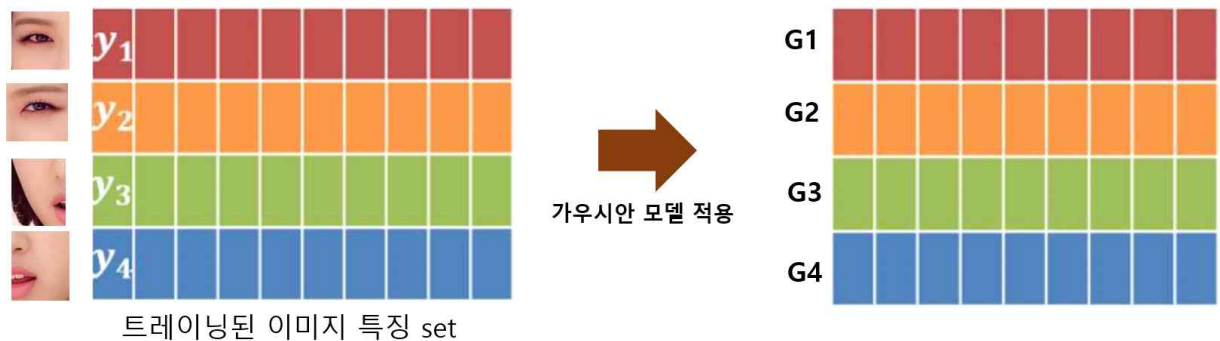 y1
y2
y3
y4
트레이닝된 이미지 특징 set
가우시안 모델 적용
G1
G2
G3
G4